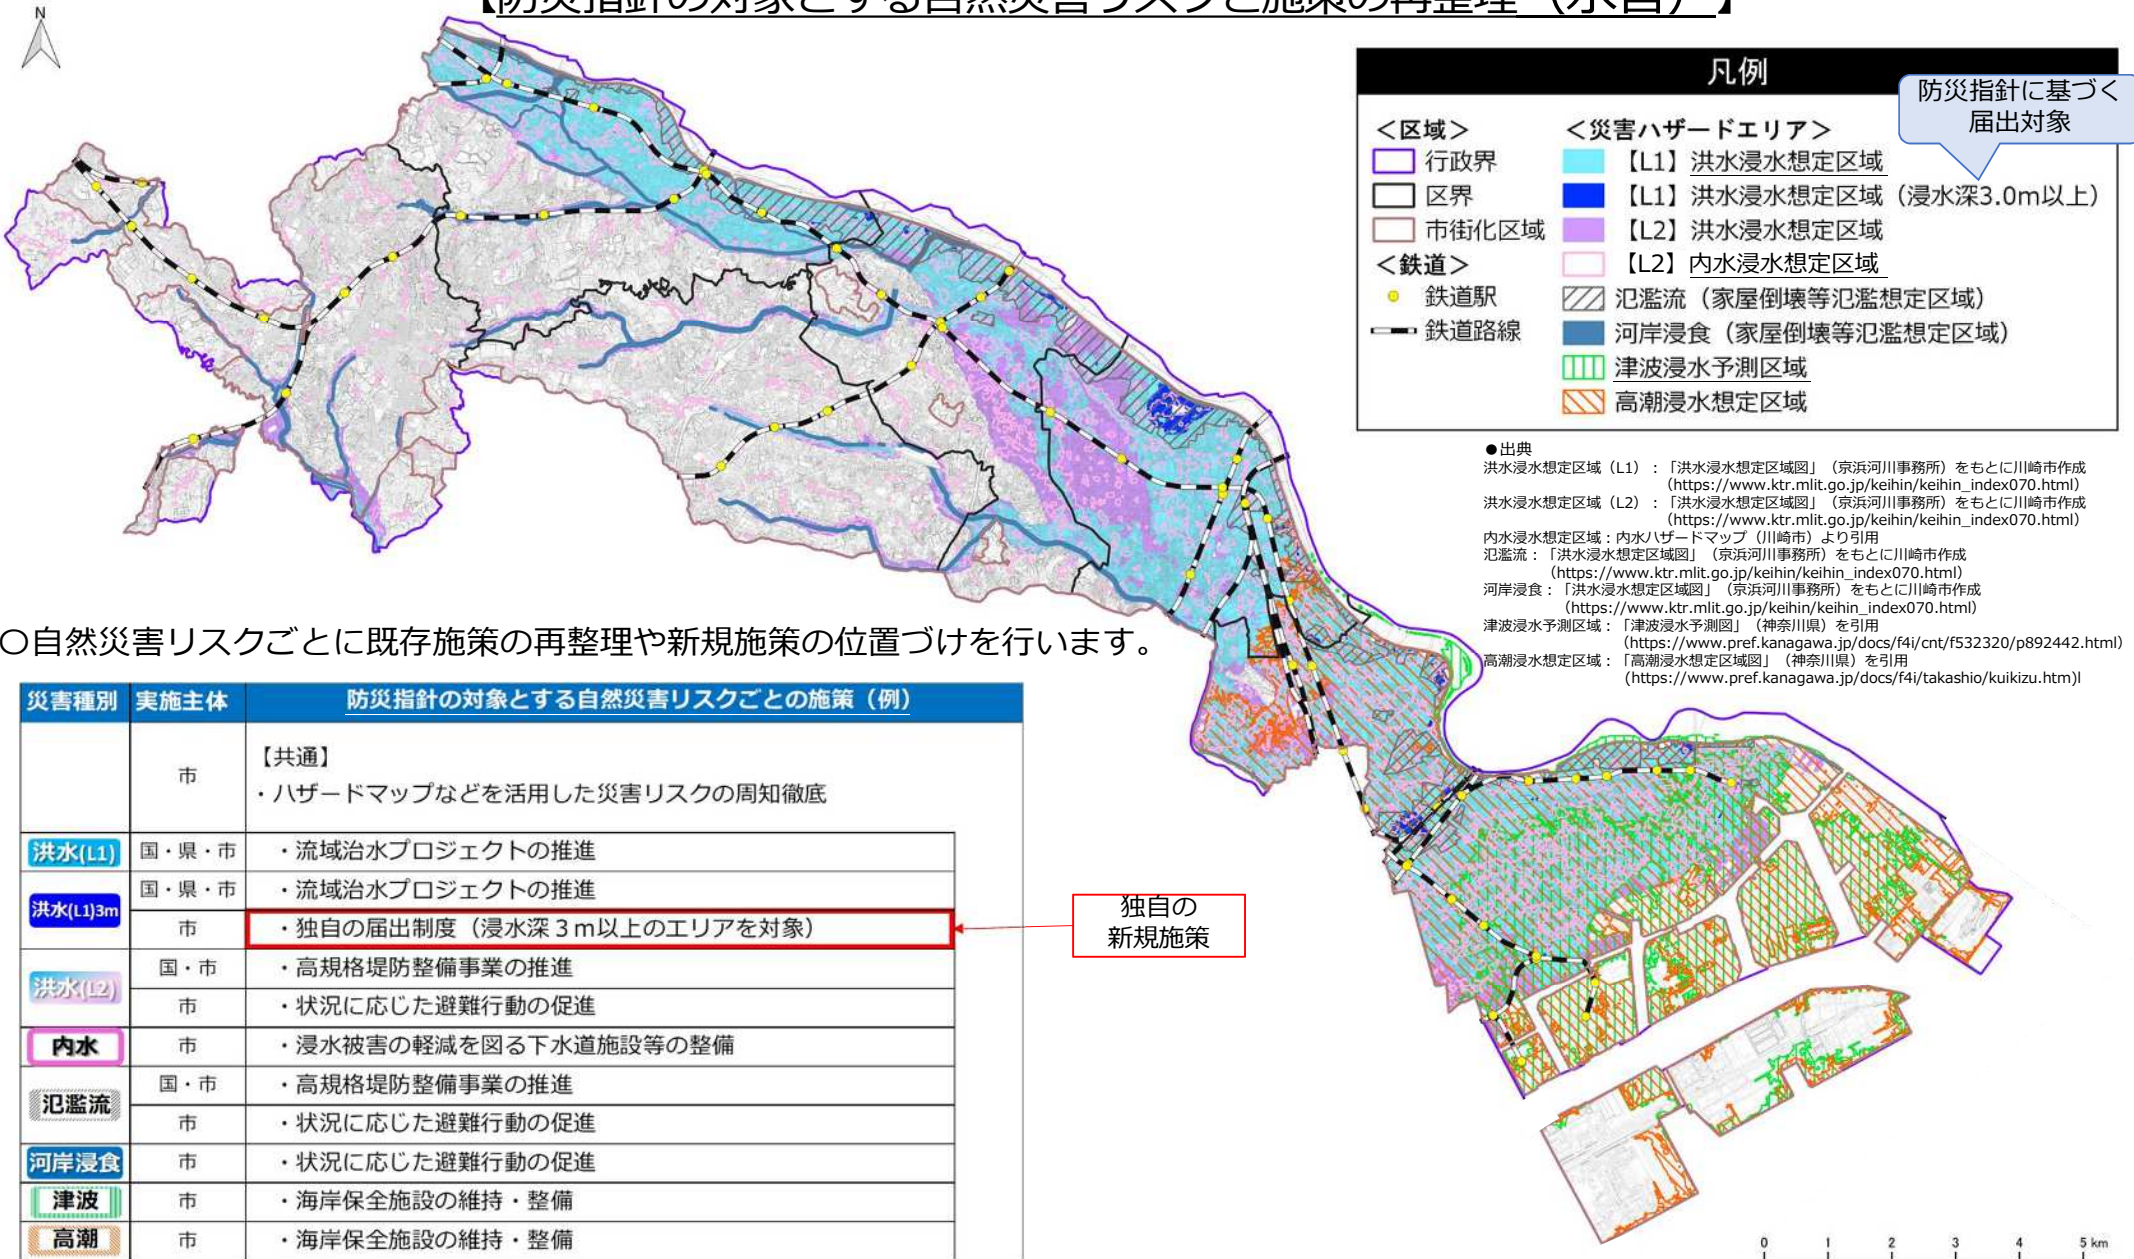 【防災指針の対象とする自然災害リスクと施策の再整理（水害）】
N
凡例
防災指針に基づく
届出対象
＜区域＞
行政界
区界
市街化区域
＜鉄道＞
鉄道駅
鉄道路線
＜災害ハザードエリア＞
【L1】洪水浸水想定区域
【L1】洪水浸水想定区域（浸水深3.0m以上）
【L2】洪水浸水想定区域
【L2】内水浸水想定区域
氾濫流（家屋倒壊等氾濫想定区域）
河岸浸食（家屋倒壊等氾濫想定区域）
津波浸水予測区域
高潮浸水想定区域
●出典
洪水浸水想定区域（L1）：「洪水浸水想定区域図」（京浜河川事務所）をもとに川崎市作成
（https://www.ktr.mlit.go.jp/keihin/keihin_index070.html）
洪水浸水想定区域（L2）：「洪水浸水想定区域図」（京浜河川事務所）をもとに川崎市作成
（https://www.ktr.mlit.go.jp/keihin/keihin_index070.html）
内水浸水想定区域：内水ハザードマップ（川崎市）より引用
氾濫流：「洪水浸水想定区域図」（京浜河川事務所）をもとに川崎市作成
（https://www.ktr.mlit.go.jp/keihin/keihin_index070.html）
河岸浸食：「洪水浸水想定区域図」（京浜河川事務所）をもとに川崎市作成
（https://www.ktr.mlit.go.jp/keihin/keihin_index070.html）
津波浸水予測区域：「津波浸水予測図」（神奈川県）を引用
（https://www.pref.kanagawa.jp/docs/f4i/cnt/f532320/p892442.html）
高潮浸水想定区域：「高潮浸水想定区域図」（神奈川県）を引用
（https://www.pref.kanagawa.jp/docs/f4i/takashio/kuikizu.htm)l
〇自然災害リスクごとに既存施策の再整理や新規施策の位置づけを行います。
災害種別 実施主体 防災指針の対象とする自然災害リスクごとの施策（例）
市 【共通】
・ハザードマップなどを活用した災害リスクの周知徹底
洪水(L1) 国・県・市 ・流域治水プロジェクトの推進
洪水(L1)3m 国・県・市 ・流域治水プロジェクトの推進
市 ・独自の届出制度（浸水深３ｍ以上のエリアを対象）
独自の
新規施策
洪水(L2) 国・市 ・高規格堤防整備事業の推進
市 ・状況に応じた避難行動の促進
内水 市 ・浸水被害の軽減を図る下水道施設等の整備
氾濫流 国・市 ・高規格堤防整備事業の推進
市 ・状況に応じた避難行動の促進
河岸浸食 市 ・状況に応じた避難行動の促進
津波 市 ・海岸保全施設の維持・整備
高潮 市 ・海岸保全施設の維持・整備
0 1 2 3 4 5 km